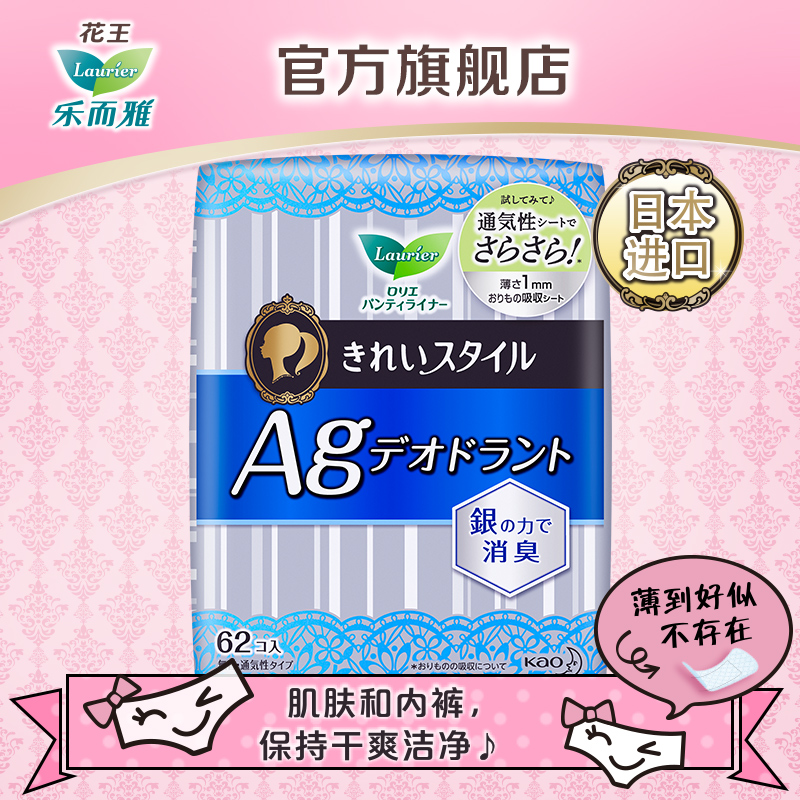 花王
Laurier
乐而雅
官方旗舰店
日本
进口
試してみて♪
通気性シートで
さらさら!
薄さ1mm
おりもの吸収シート
Laurier
ロリエ
パンティライナー
きれいスタイル
Agデオドラント
銀の力で
消臭
62コ入
通気性タイプ
*おりものの吸収について
Kao
薄到好似
不存在
肌肤和内裤，
保持干爽洁净♪